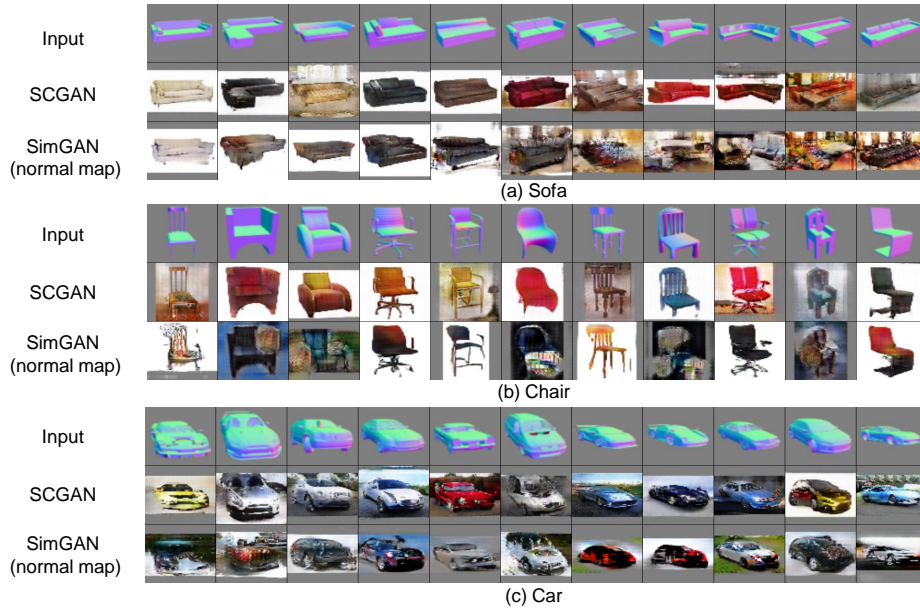 Input
SCGAN
SimGAN
(normal map)
(a) Sofa
Input
SCGAN
SimGAN
(normal map)
(b) Chair
Input
SCGAN
SimGAN
(normal map)
(c) Car